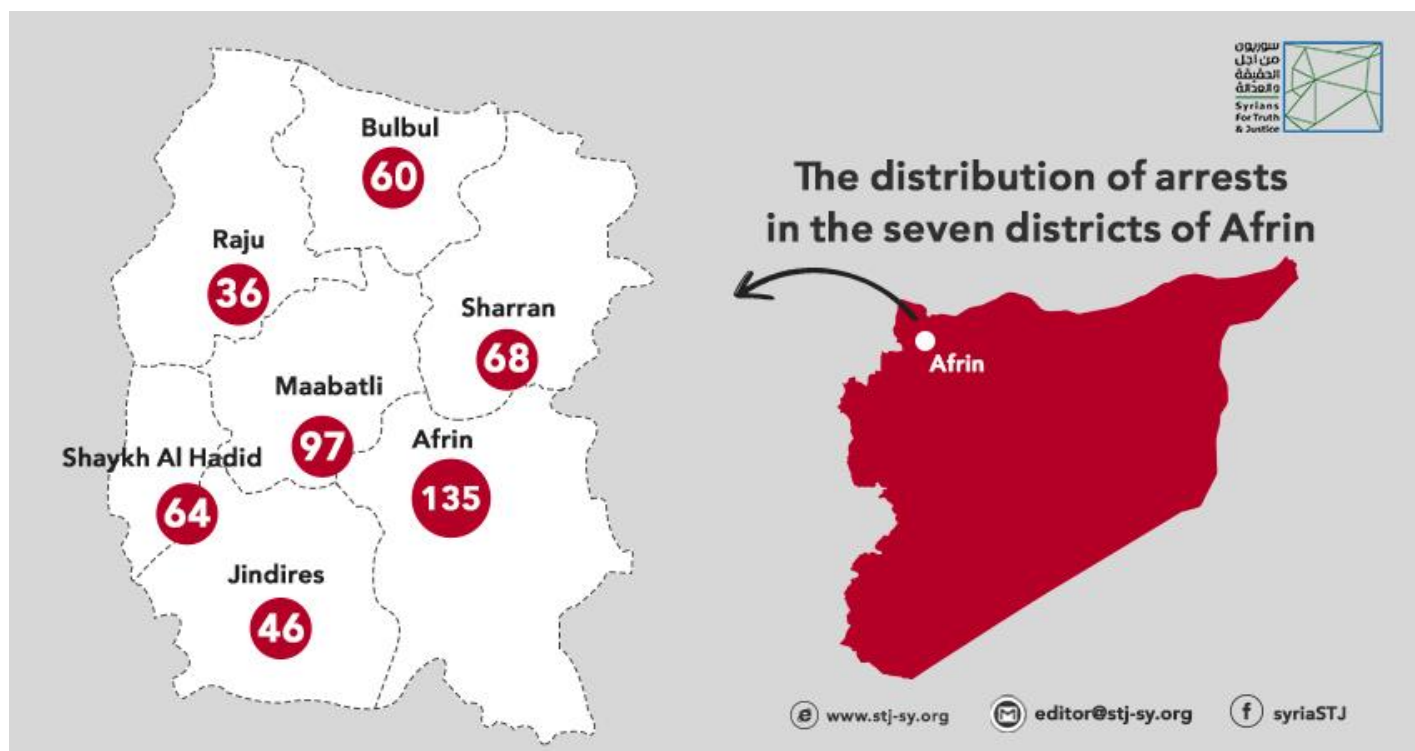 سوريون
من أجل
الحقيقة
والعدالة
Syrians
For Truth
& Justice
The distribution of arrests
in the seven districts of Afrin
Bulbul
60
Raju
36
Sharran
68
Maabatli
97
Afrin
135
Shaykh Al Hadid
64
Jindires
46
Afrin
www.stj-sy.org
editor@stj-sy.org
f syriaSTJ